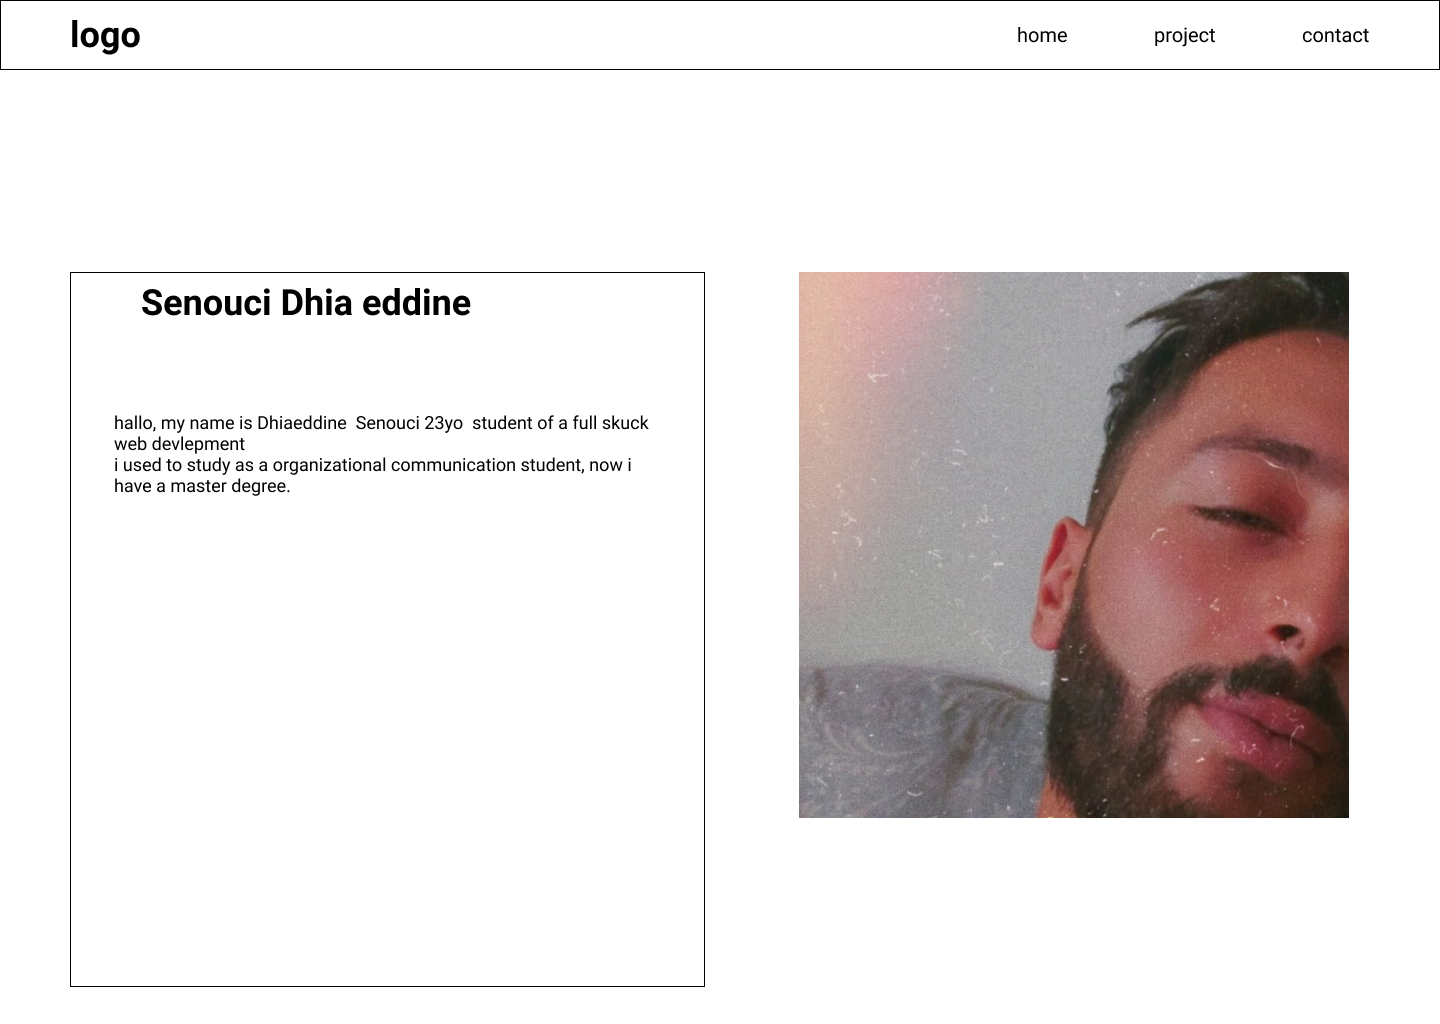 logo
home project contact
Senouci Dhia eddine
hallo, my name is Dhiaeddine  Senouci 23yo  student of a full skuck
web devlepment
i used to study as a organizational communication student, now i
have a master degree.